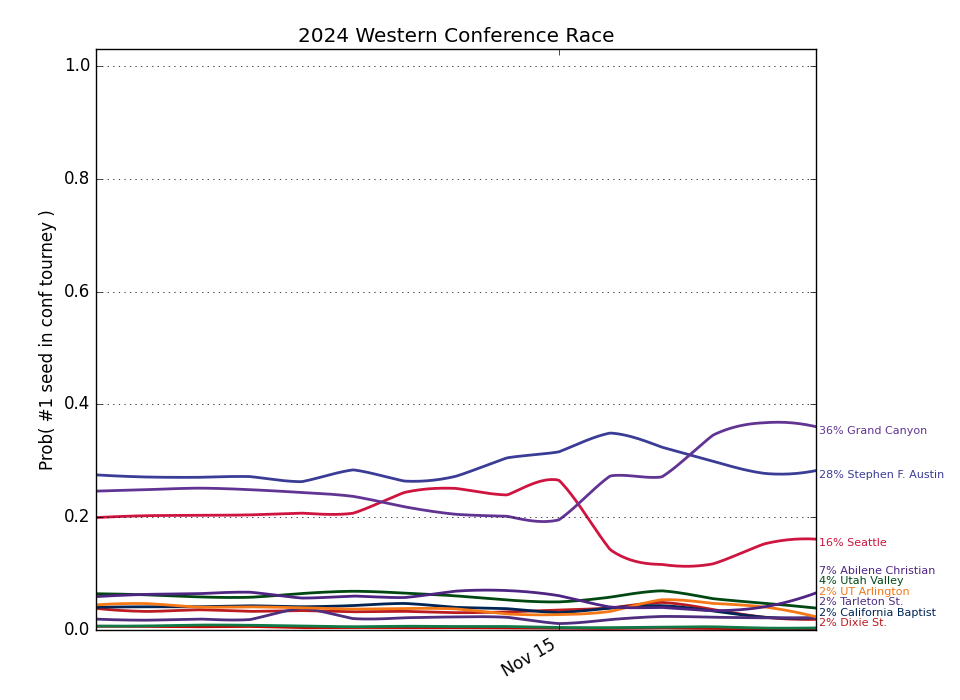 2024 Western Conference Race
Prob( #1 seed in conf tourney )
1.0
0.8
0.6
0.4
0.2
0.0
Nov 15
36% Grand Canyon
28% Stephen F. Austin
16% Seattle
7% Abilene Christian
4% Utah Valley
2% UT Arlington
2% Tarleton St.
2% California Baptist
2% Dixie St.